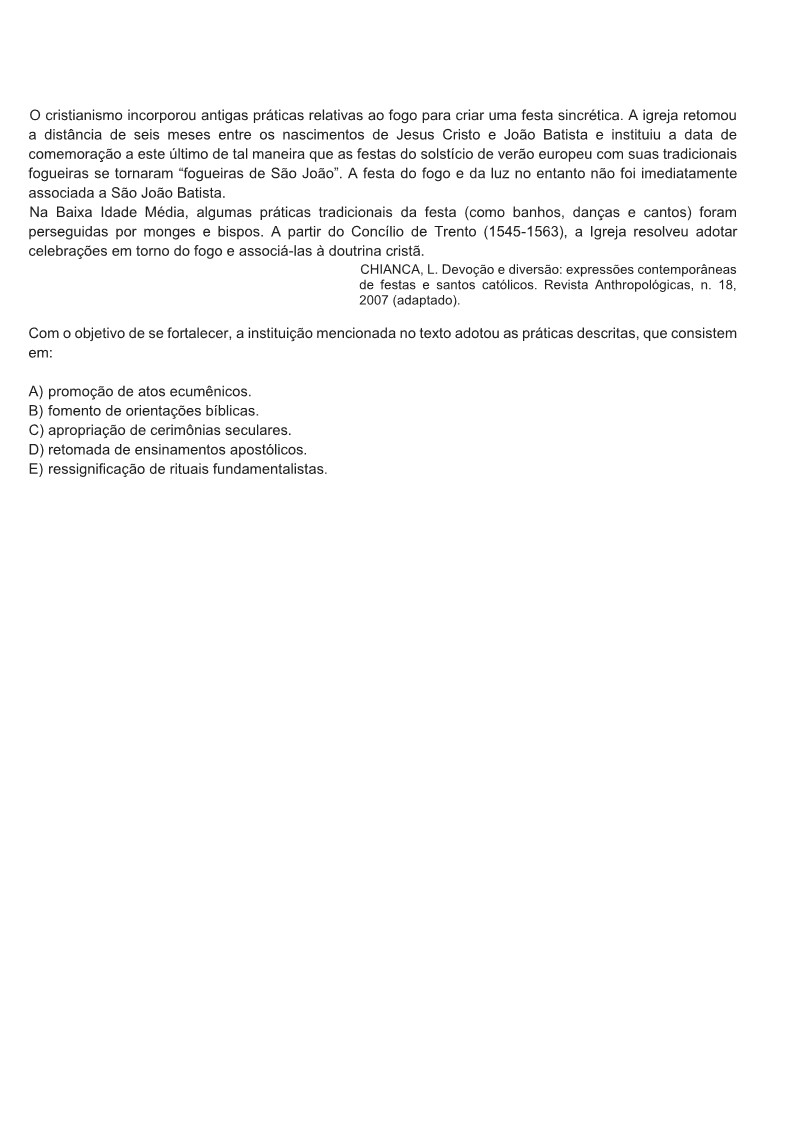 O cristianismo incorporou antigas práticas relativas ao fogo para criar uma festa sincrética. A igreja retomou
a distância de seis meses entre os nascimentos de Jesus Cristo e João Batista e instituiu a data de
comemoração a este último de tal maneira que as festas do solstício de verão europeu com suas tradicionais
fogueiras se tornaram “fogueiras de São João”. A festa do fogo e da luz no entanto não foi imediatamente
associada a São João Batista.
Na Baixa Idade Média, algumas práticas tradicionais da festa (como banhos, danças e cantos) foram
perseguidas por monges e bispos. A partir do Concílio de Trento (1545-1563), a Igreja resolveu adotar
celebrações em torno do fogo e associá-las à doutrina cristã.
CHIANCA, L. Devoção e diversão: expressões contemporâneas
de festas e santos católicos. Revista Anthropológicas, n. 18,
2007 (adaptado).
Com o objetivo de se fortalecer, a instituição mencionada no texto adotou as práticas descritas, que consistem
em:
A) promoção de atos ecumênicos.
B) fomento de orientações bíblicas.
C) apropriação de cerimônias seculares.
D) retomada de ensinamentos apostólicos.
E) ressignificação de rituais fundamentalistas.